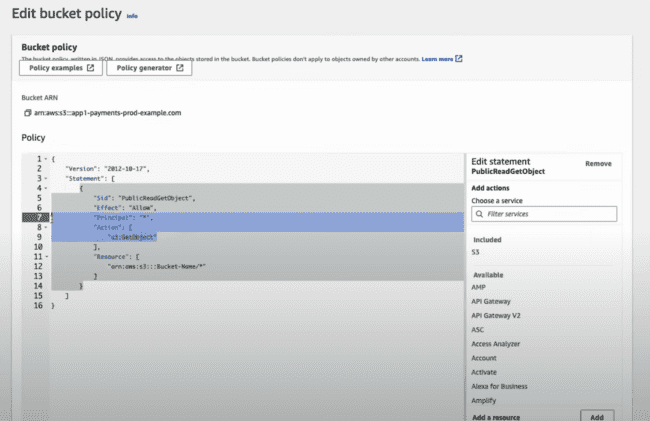 Edit bucket policy Info
Bucket policy
The bucket policy, written in JSON, provides access to the objects stored in the bucket. Bucket policies don't apply to objects owned by other accounts. Learn more
Policy examples
Policy generator
Bucket ARN
arn:aws:s3:::app1-payments-prod-example.com
Policy
1 {
2 "Version": "2012-10-17",
3 "Statement": [
4 {
5 "Sid": "PublicReadGetObject",
6 "Effect": "Allow",
7 "Principal": "*",
8 "Action": [
9 "s3:GetObject"
10 ],
11 "Resource": [
12 "arn:aws:s3:::Bucket-Name/*"
13 ]
14 }
15 ]
16 }
Edit statement
Remove
PublicReadGetObject
Add actions
Choose a service
Filter services
Included
S3
Available
AMP
API Gateway
API Gateway V2
ASC
Access Analyzer
Account
Activate
Alexa for Business
Amplify
Add a resource
Add